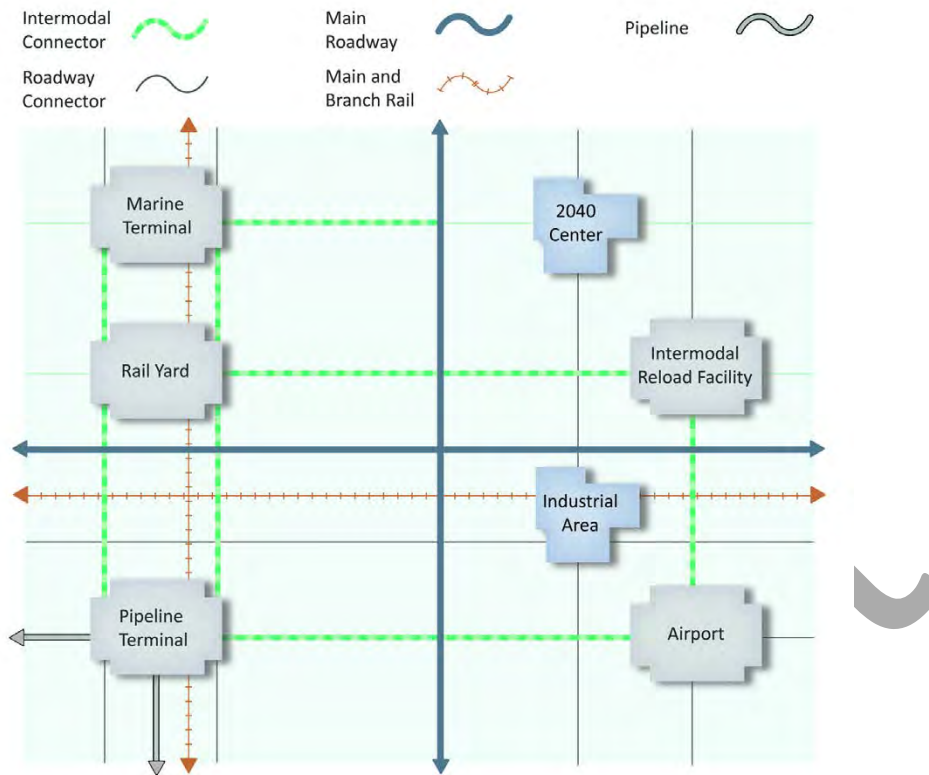 Intermodal
Connector
Main
Roadway
Pipeline
Roadway
Connector
Main and
Branch Rail
Marine
Terminal
2040
Center
Rail Yard
Intermodal
Reload Facility
Industrial
Area
Pipeline
Terminal
Airport